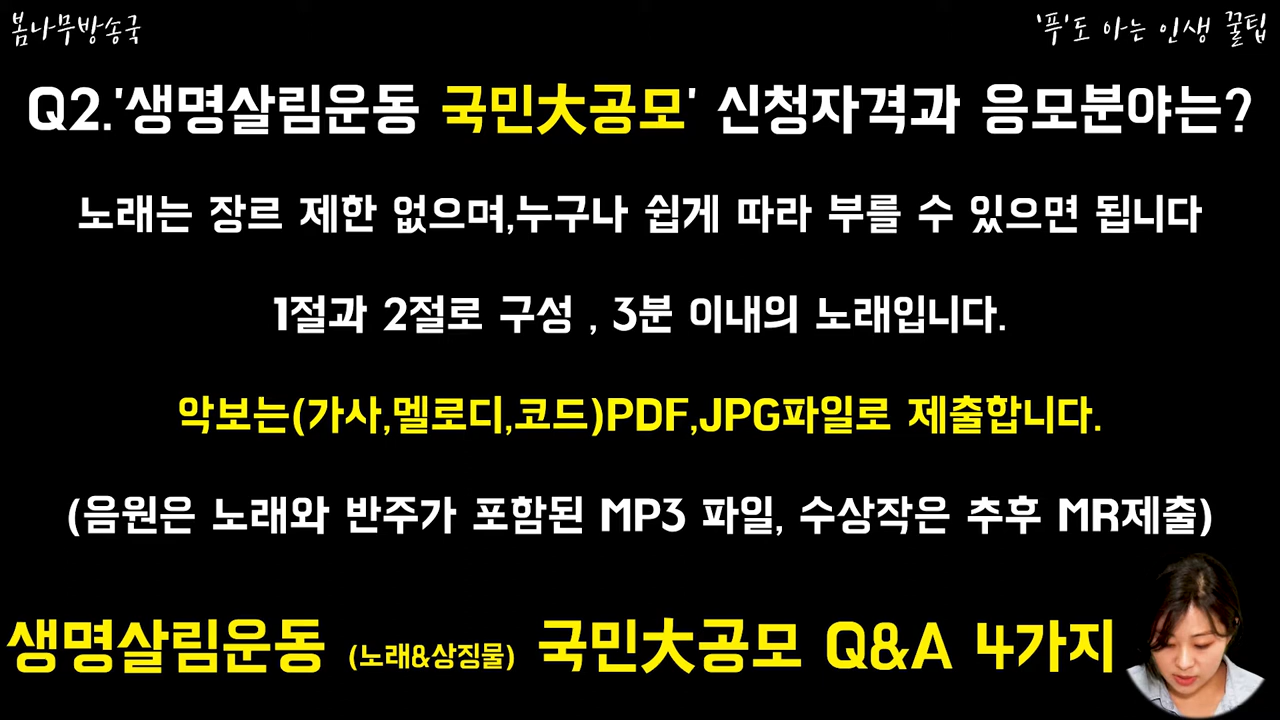 봄나무방송국
'푸'도 아는 인생 꿀팁
Q2.'생명살림운동 국민大공모' 신청자격과 응모분야는?
노래는 장르 제한 없으며,누구나 쉽게 따라 부를 수 있으면 됩니다
1절과 2절로 구성 , 3분 이내의 노래입니다.
악보는(가사,멜로디,코드)PDF,JPG파일로 제출합니다.
(음원은 노래와 반주가 포함된 MP3 파일, 수상작은 추후 MR제출)
생명살림운동 (노래&상징물) 국민大공모 Q&A 4가지